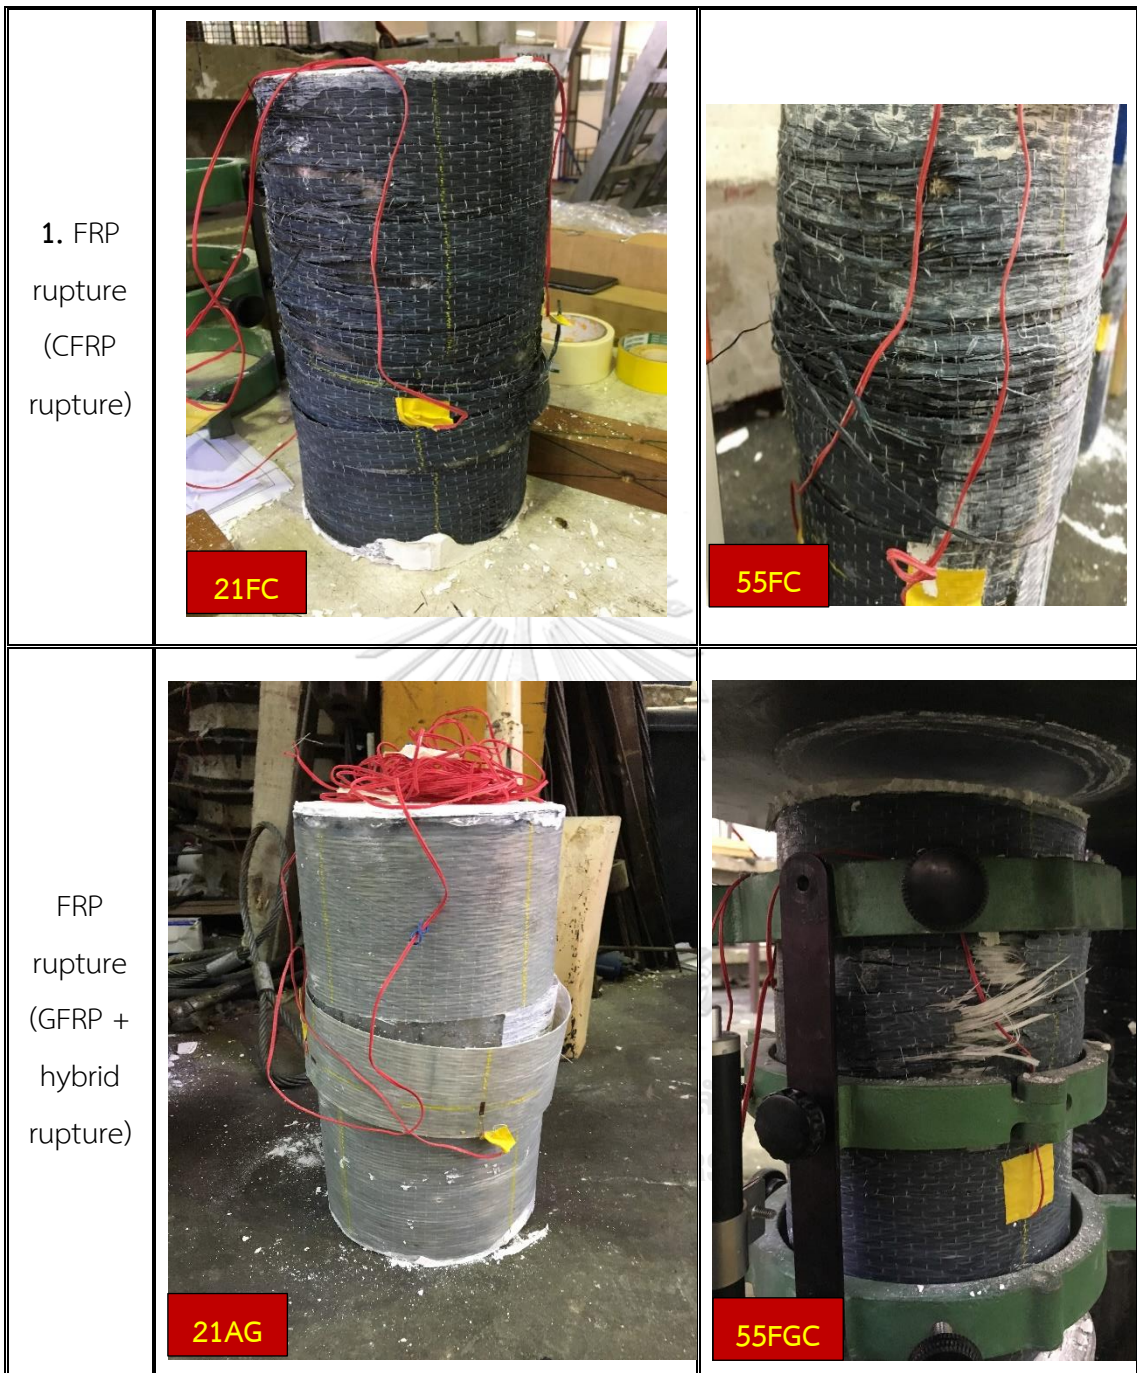 1. FRP
rupture
(CFRP
rupture)
21FC
55FC
FRP
rupture
(GFRP +
hybrid
rupture)
21AG
55FGC